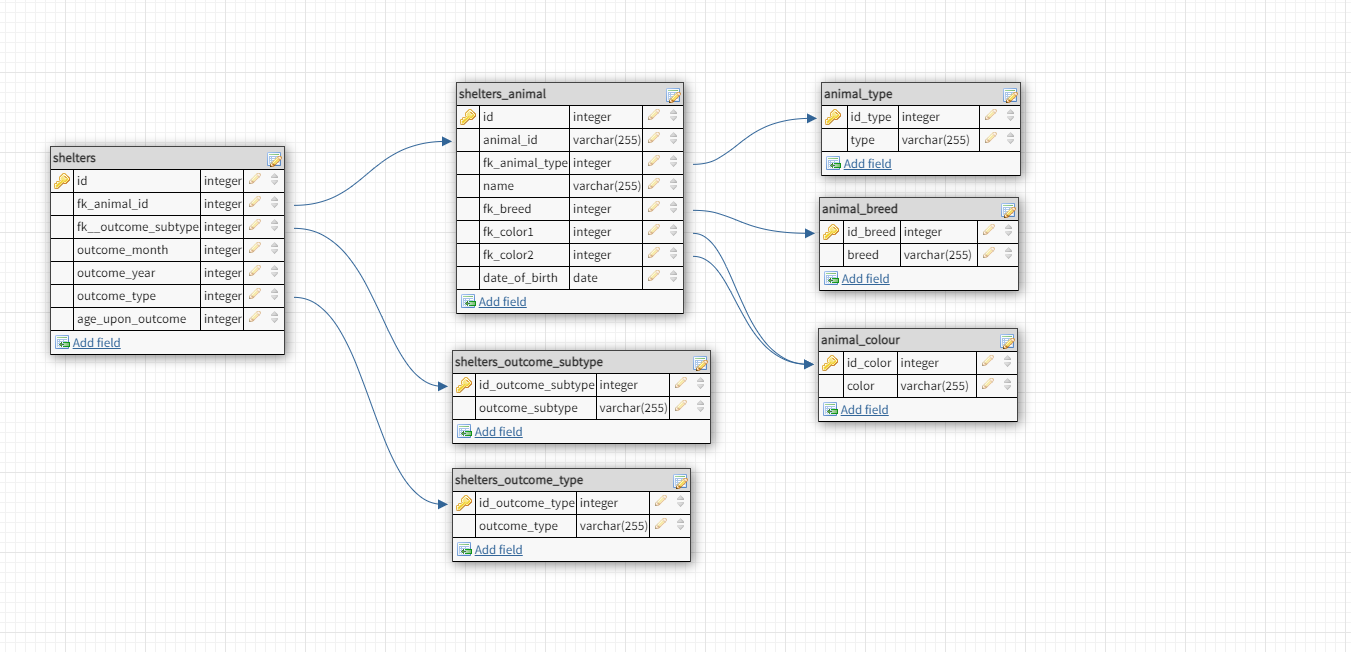 shelters
id integer
fk_animal_id integer
fk__outcome_subtype integer
outcome_month integer
outcome_year integer
outcome_type integer
age_upon_outcome integer
Add field
shelters_animal
id integer
animal_id varchar(255)
fk_animal_type integer
name varchar(255)
fk_breed integer
fk_color1 integer
fk_color2 integer
date_of_birth date
Add field
shelters_outcome_subtype
id_outcome_subtype integer
outcome_subtype varchar(255)
Add field
shelters_outcome_type
id_outcome_type integer
outcome_type varchar(255)
Add field
animal_type
id_type integer
type varchar(255)
Add field
animal_breed
id_breed integer
breed varchar(255)
Add field
animal_colour
id_color integer
color varchar(255)
Add field